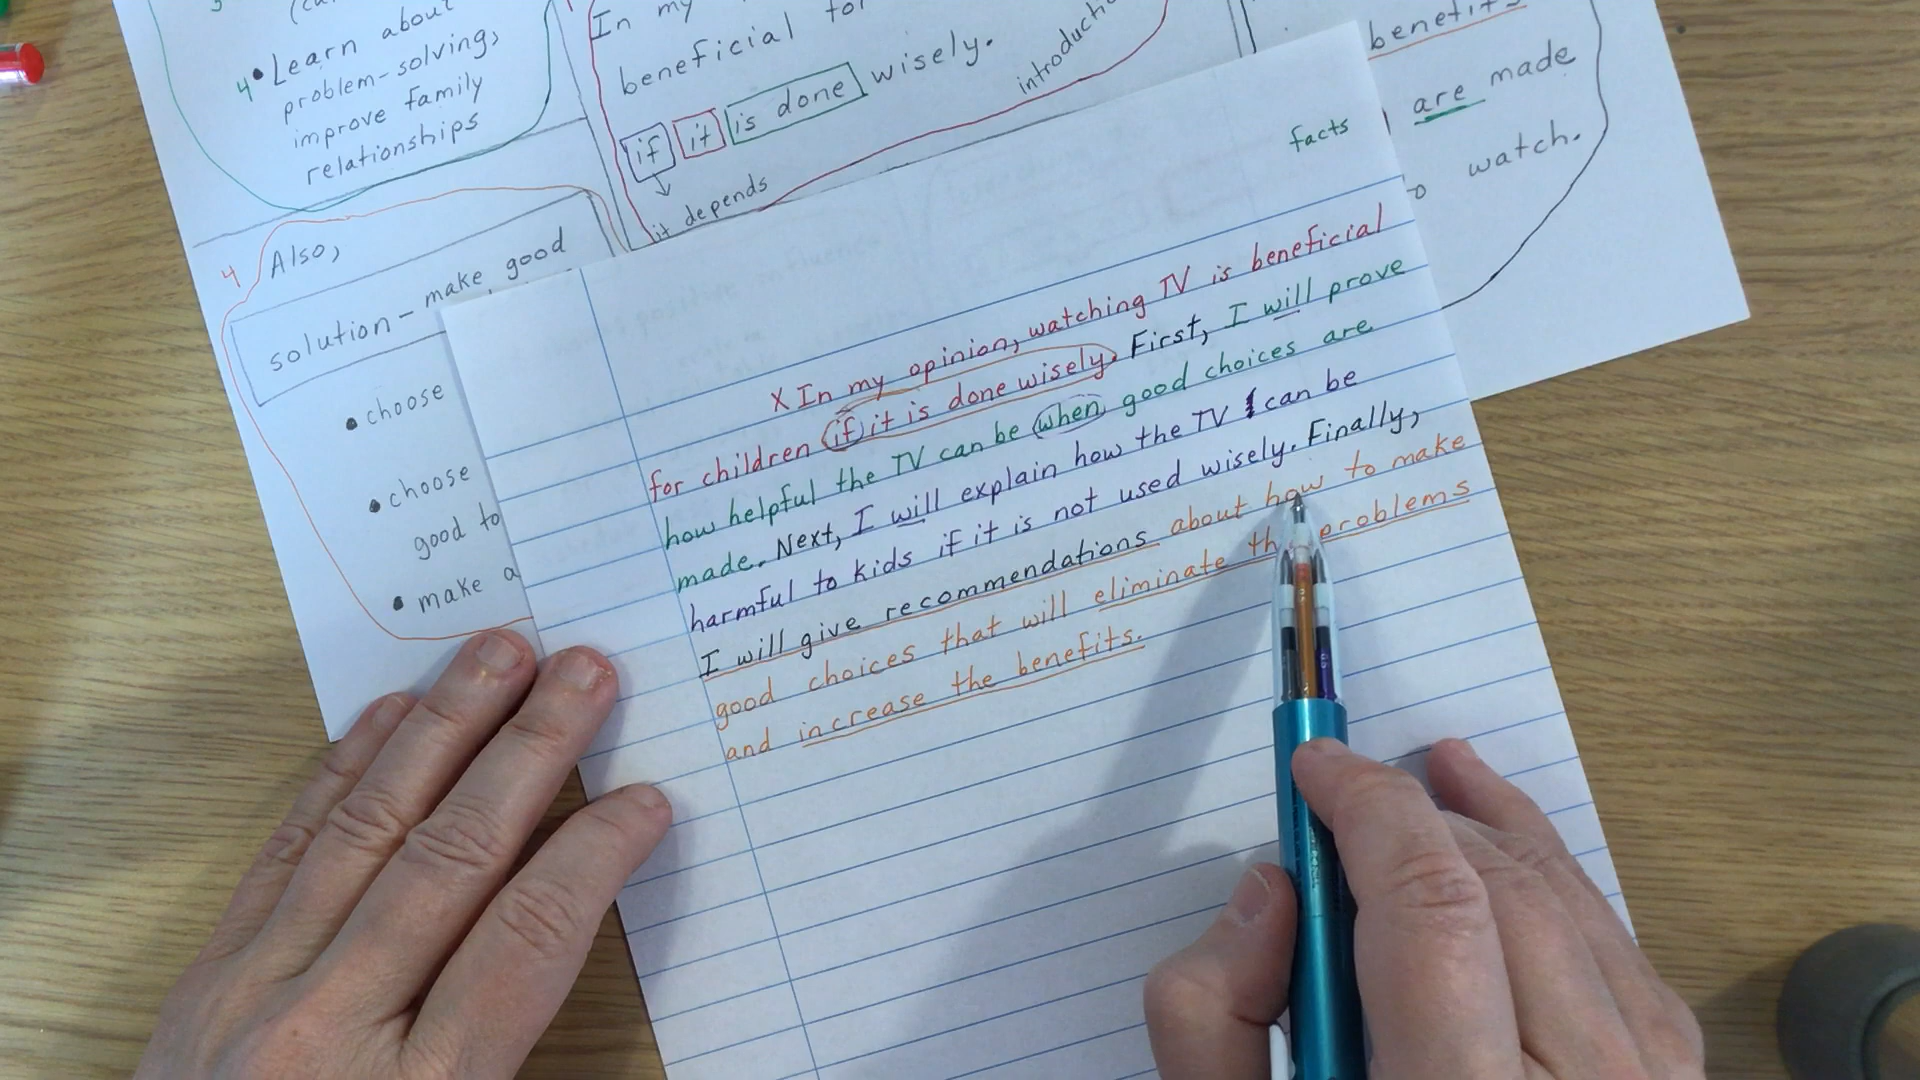 4 • Learn about
problem-solving,
improve family
relationships
4 Also,
solution - make good
• choose
• choose
good to
• make a
In my
beneficial for
if it is done wisely.
it depends
introduction
benefits
are made
to watch.
facts
X In my opinion, watching TV is beneficial
for children if it is done wisely. First, I will prove
how helpful the TV can be when good choices are
made. Next, I will explain how the TV can be
harmful to kids if it is not used wisely. Finally,
I will give recommendations about how to make
good choices that will eliminate the problems
and increase the benefits.